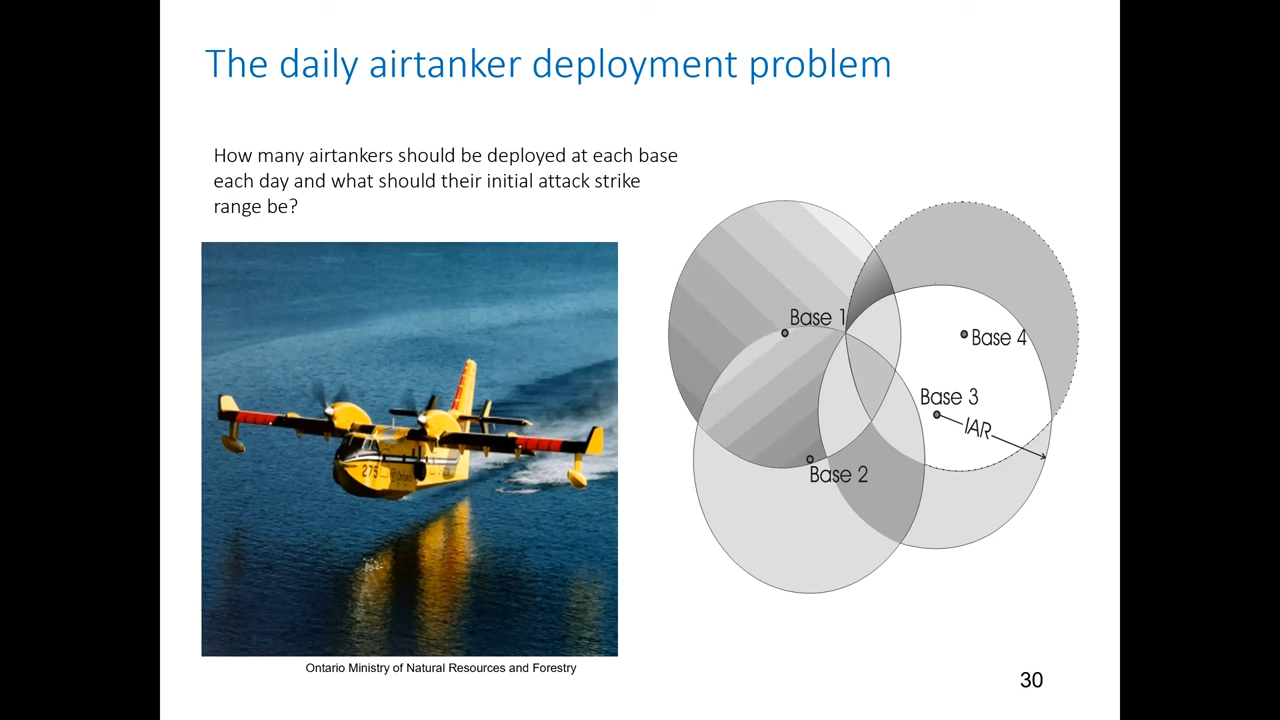 The daily airtanker deployment problem
How many airtankers should be deployed at each base
each day and what should their initial attack strike
range be?
Base 1
Base 4
Base 3
IAR
Base 2
275
Ontario
Ontario Ministry of Natural Resources and Forestry
30